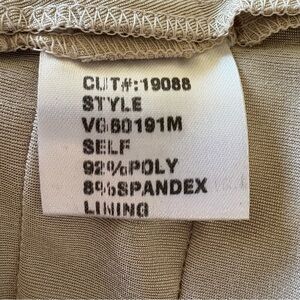 CUT#:19088
STYLE
VG60191M
SELF
92%POLY
8%SPANDEX
LINING